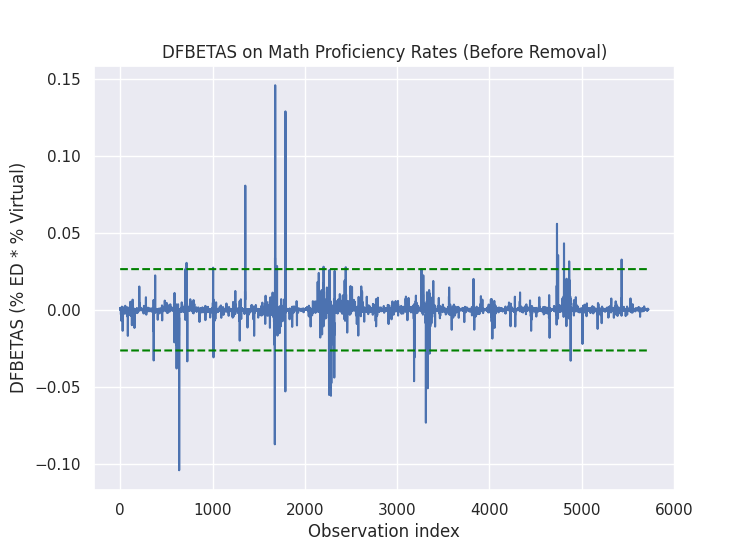 DFBETAS on Math Proficiency Rates (Before Removal)
DFBETAS (% ED * % Virtual)
0.15
0.10
0.05
0.00
−0.05
−0.10
0 1000 2000 3000 4000 5000 6000
Observation index